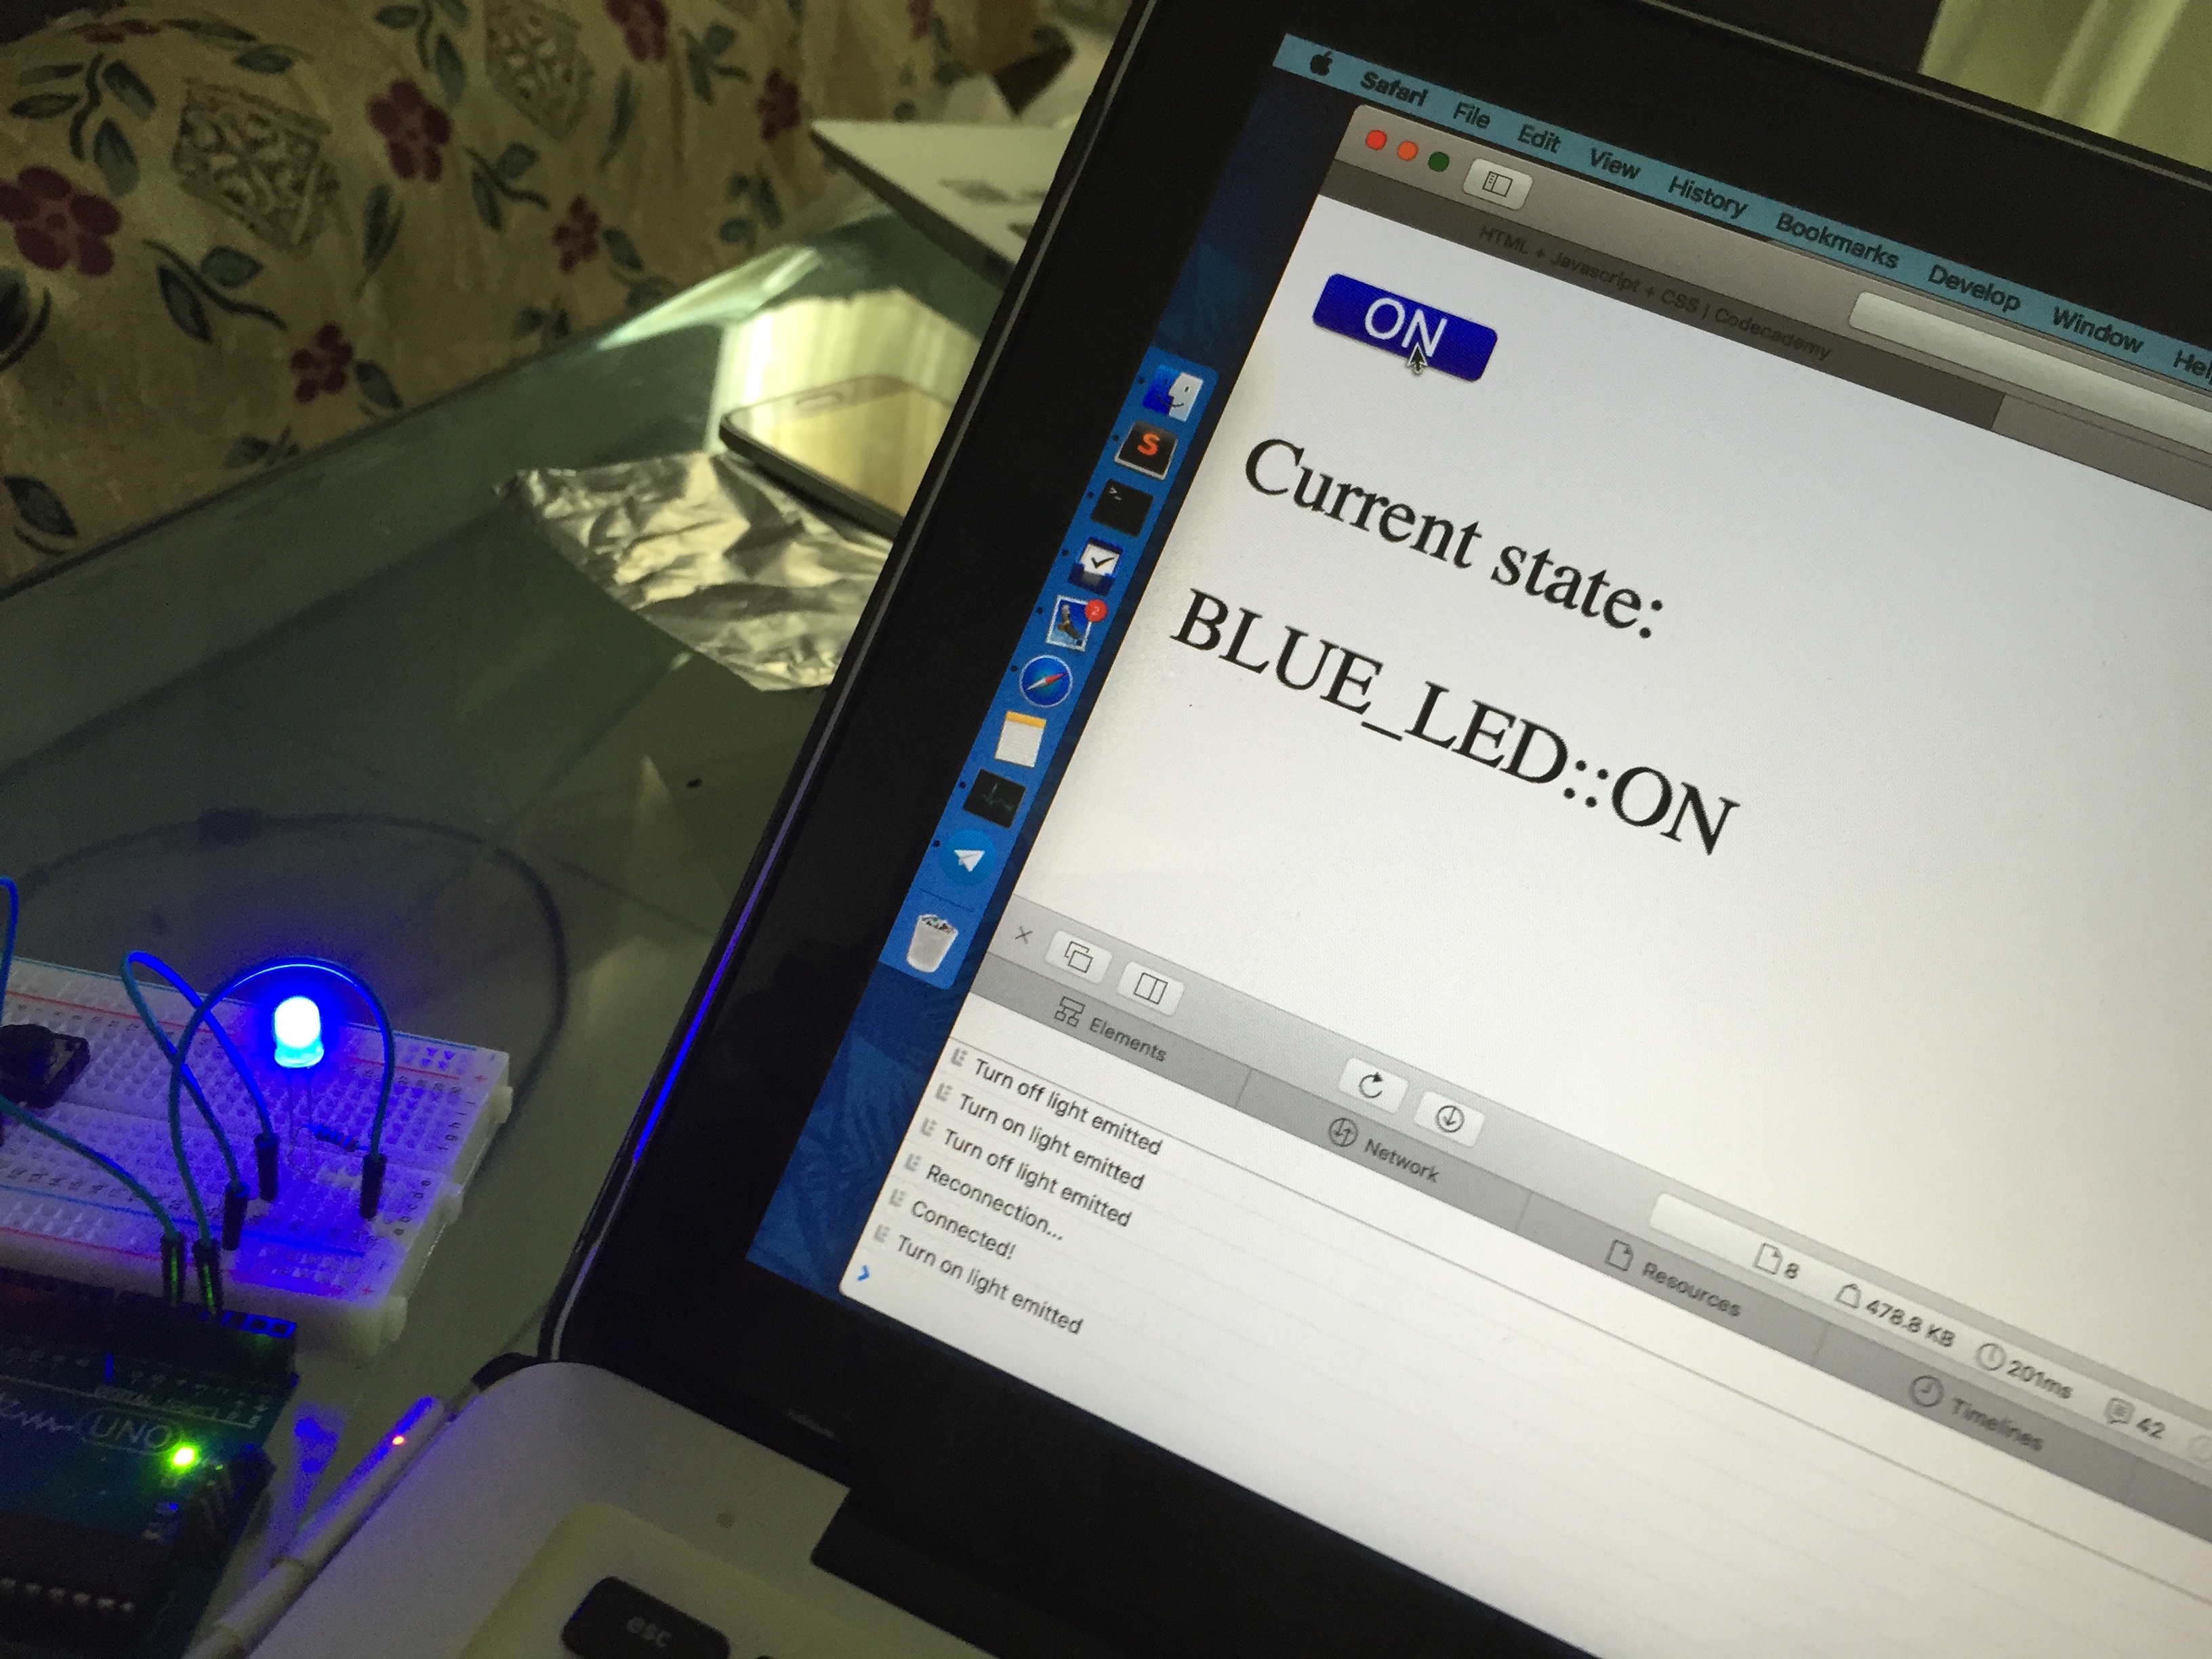 Safari File Edit View History Bookmarks Develop Window
HTML + Javascript + CSS | Codecademy
ON
Current state:
BLUE_LED::ON
8 478.8 KB 201ms 42
Elements Network Resources Timelines
Turn off light emitted
Turn on light emitted
Turn off light emitted
Reconnection...
Connected!
Turn on light emitted
S
2
UNO
esc